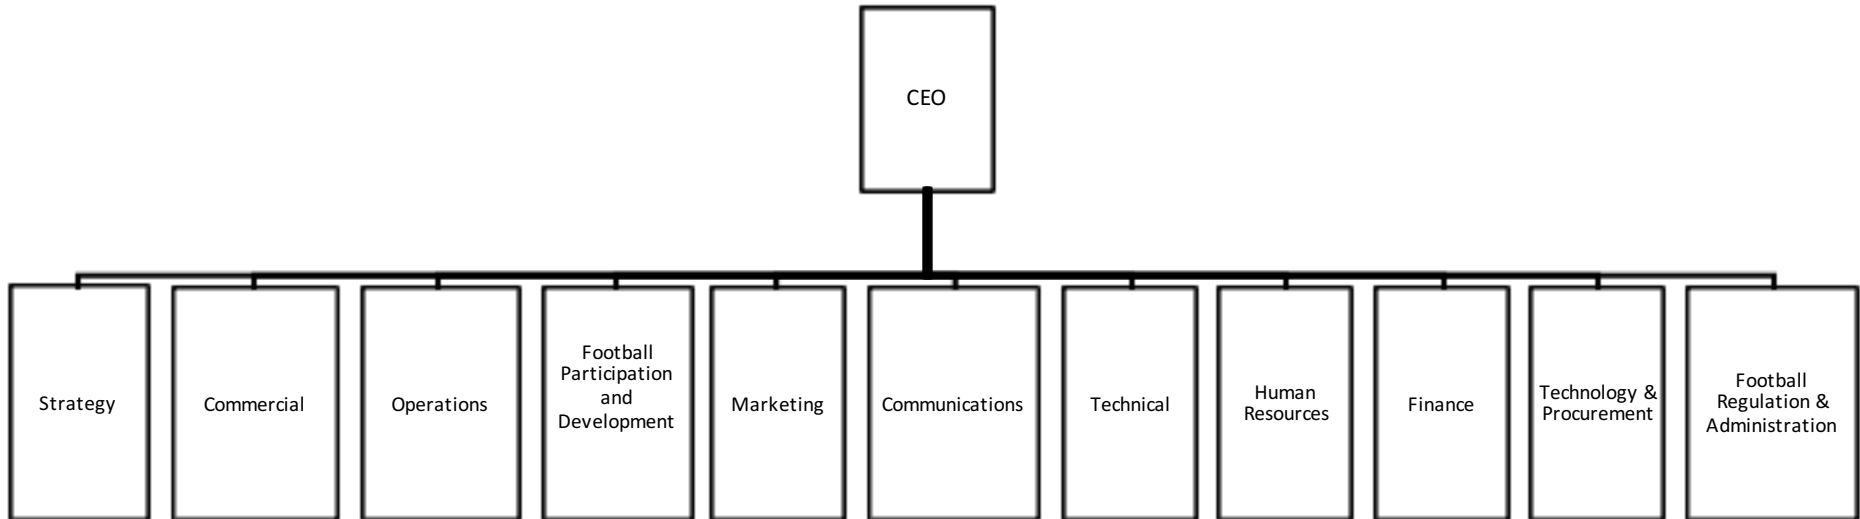 CEO
Strategy
Commercial
Operations
Football
Participation
and
Development
Marketing
Communications
Technical
Human
Resources
Finance
Technology &
Procurement
Football
Regulation &
Administration